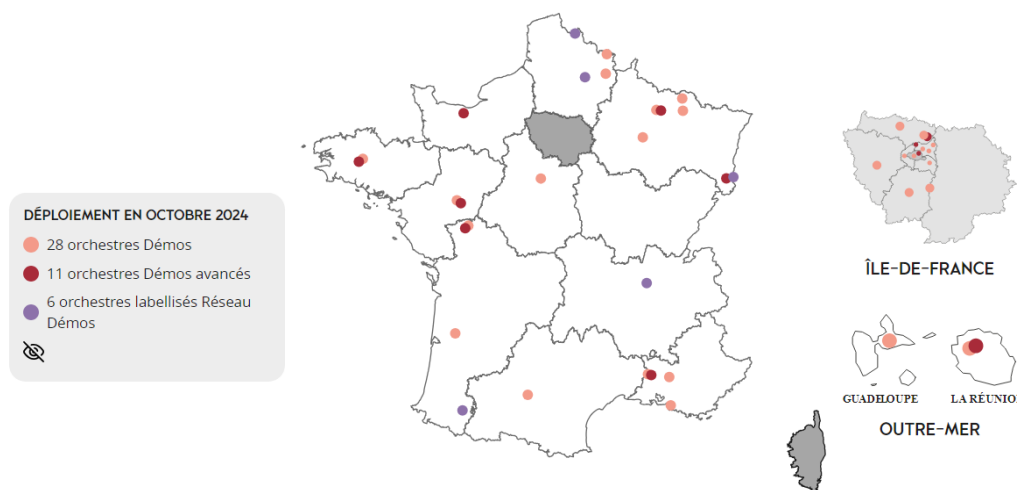 DÉPLOIEMENT EN OCTOBRE 2024
28 orchestres Démos
11 orchestres Démos avancés
6 orchestres labellisés Réseau
Démos
ÎLE-DE-FRANCE
GUADELOUPE
LA RÉUNION
OUTRE-MER